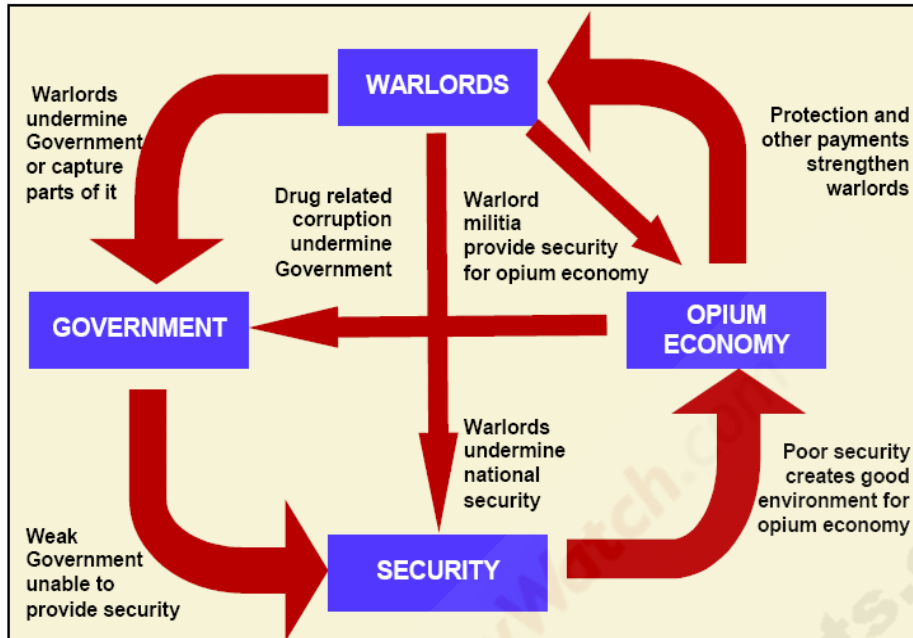 WARLORDS
Warlords
undermine
Government
or capture
parts of it
Protection and
other payments
strengthen
warlords
Drug related
corruption
undermine
Government
Warlord
militia
provide security
for opium economy
GOVERNMENT
OPIUM
ECONOMY
Warlords
undermine
national
security
Poor security
creates good
environment for
opium economy
Weak
Government
unable to
provide security
SECURITY